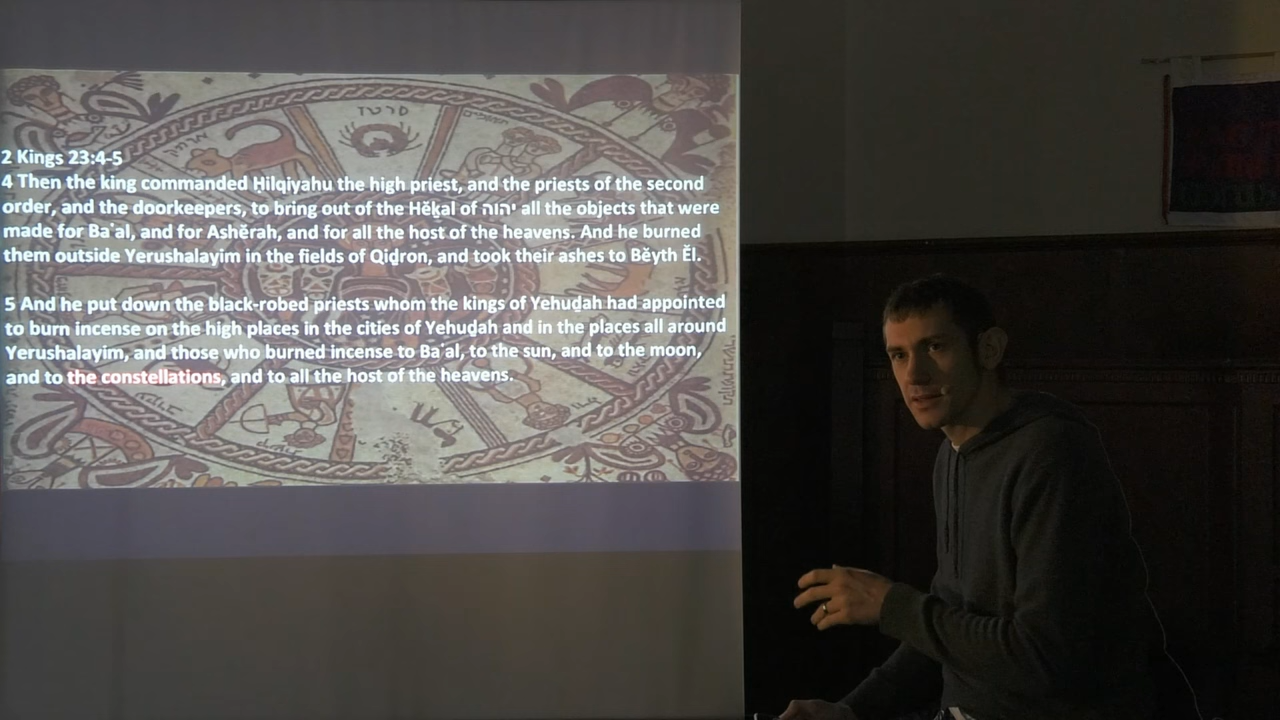 2 Kings 23:4-5
4 Then the king commanded Ḥilqiyahu the high priest, and the priests of the second
order, and the doorkeepers, to bring out of the Hĕḵal of יהוה all the objects that were
made for Ba‛al, and for Ashĕrah, and for all the host of the heavens. And he burned
them outside Yerushalayim in the fields of Qiḏron, and took their ashes to Bĕyth Ĕl.
5 And he put down the black-robed priests whom the kings of Yehuḏah had appointed
to burn incense on the high places in the cities of Yehuḏah and in the places all around
Yerushalayim, and those who burned incense to Ba‛al, to the sun, and to the moon,
and to the constellations, and to all the host of the heavens.
סרטן